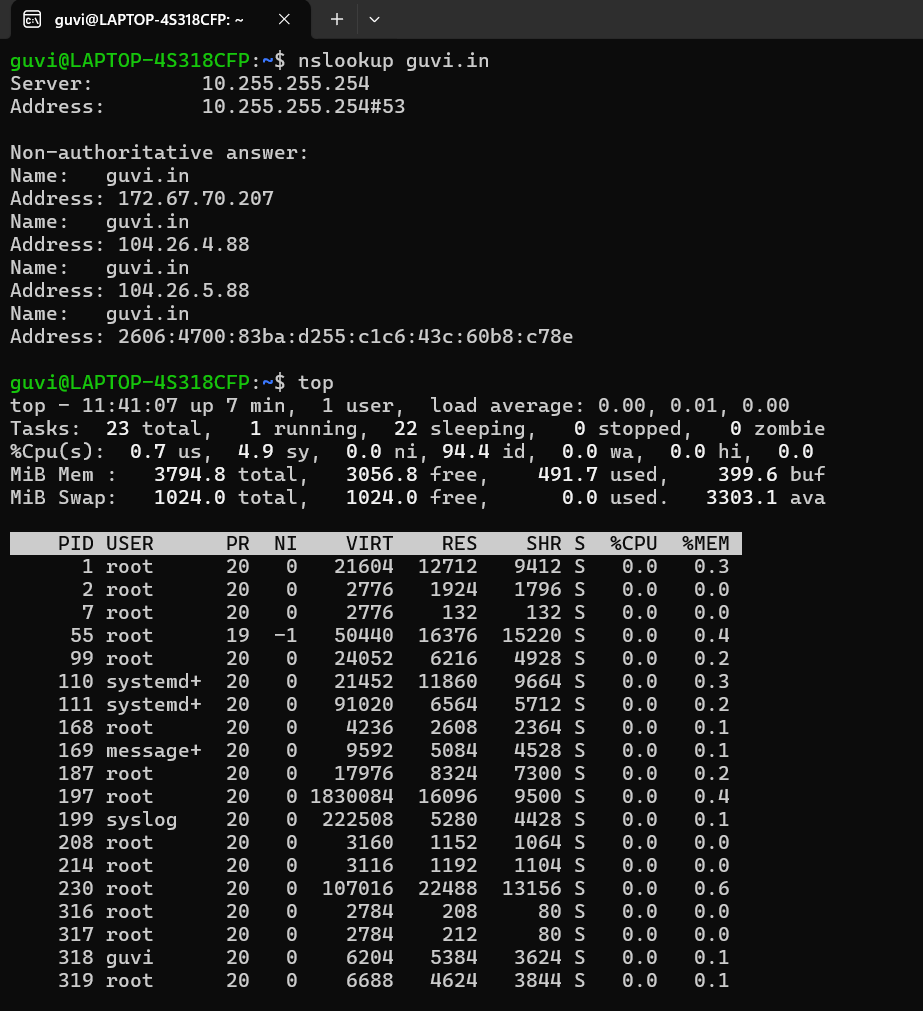 guvi@LAPTOP-4S318CFP: ~
guvi@LAPTOP-4S318CFP:~$ nslookup guvi.in
Server:         10.255.255.254
Address:        10.255.255.254#53
Non-authoritative answer:
Name:   guvi.in
Address: 172.67.70.207
Name:   guvi.in
Address: 104.26.4.88
Name:   guvi.in
Address: 104.26.5.88
Name:   guvi.in
Address: 2606:4700:83ba:d255:c1c6:43c:60b8:c78e
guvi@LAPTOP-4S318CFP:~$ top
top - 11:41:07 up 7 min,  1 user,  load average: 0.00, 0.01, 0.00
Tasks:  23 total,   1 running,  22 sleeping,   0 stopped,   0 zombie
%Cpu(s):  0.7 us,  4.9 sy,  0.0 ni, 94.4 id,  0.0 wa,  0.0 hi,  0.0
MiB Mem :   3794.8 total,   3056.8 free,    491.7 used,    399.6 buf
MiB Swap:   1024.0 total,   1024.0 free,      0.0 used.   3303.1 ava
    PID USER      PR  NI    VIRT    RES    SHR S  %CPU  %MEM
      1 root      20   0   21604  12712   9412 S   0.0   0.3
      2 root      20   0    2776   1924   1796 S   0.0   0.0
      7 root      20   0    2776    132    132 S   0.0   0.0
     55 root      19  -1   50440  16376  15220 S   0.0   0.4
     99 root      20   0   24052   6216   4928 S   0.0   0.2
    110 systemd+  20   0   21452  11860   9664 S   0.0   0.3
    111 systemd+  20   0   91020   6564   5712 S   0.0   0.2
    168 root      20   0    4236   2608   2364 S   0.0   0.1
    169 message+  20   0    9592   5084   4528 S   0.0   0.1
    187 root      20   0   17976   8324   7300 S   0.0   0.2
    197 root      20   0 1830084  16096   9500 S   0.0   0.4
    199 syslog    20   0  222508   5280   4428 S   0.0   0.1
    208 root      20   0    3160   1152   1064 S   0.0   0.0
    214 root      20   0    3116   1192   1104 S   0.0   0.0
    230 root      20   0  107016  22488  13156 S   0.0   0.6
    316 root      20   0    2784    208     80 S   0.0   0.0
    317 root      20   0    2784    212     80 S   0.0   0.0
    318 guvi      20   0    6204   5384   3624 S   0.0   0.1
    319 root      20   0    6688   4624   3844 S   0.0   0.1